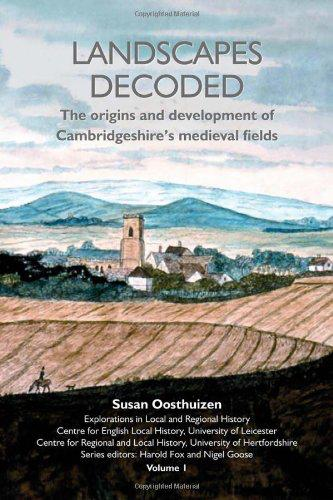 LANDSCAPES
DECODED
The origins and development of
Cambridgeshire's medieval fields
Susan Oosthuizen
Explorations in Local and Regional History
Centre for English Local History, University of Leicester
Centre for Regional and Local History, University of Hertfordshire
Series editors: Harold Fox and Nigel Goose
Volume 1